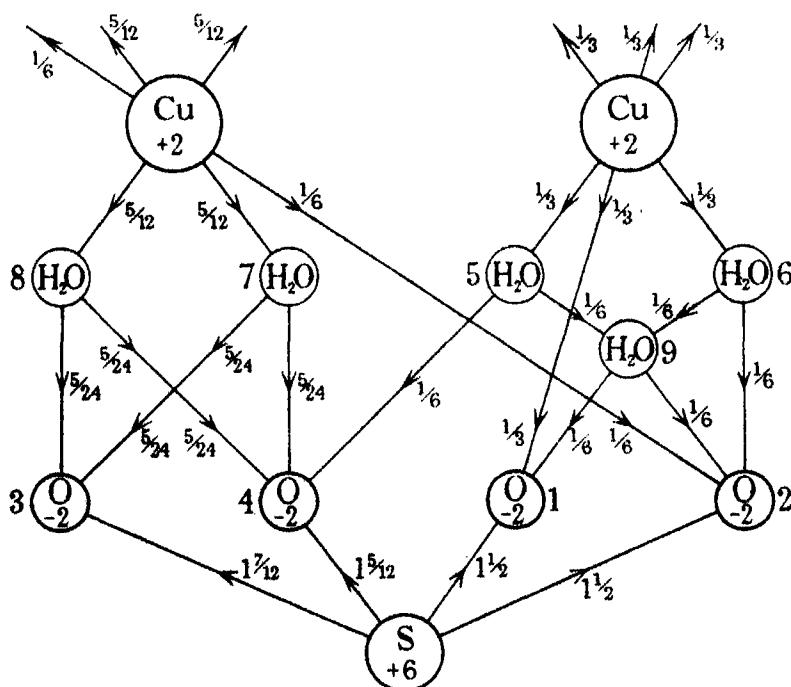 5/12 5/12 1/3 1/3 1/3
1/6
Cu Cu
+2 +2
5/12 5/12 1/6 1/3 1/3 1/3
8 H₂O 7 H₂O 5 H₂O H₂O 6
1/6 1/6
H₂O 9
5/24 5/24 5/24 5/24 1/6 1/6 1/6
5/24 5/24 1/3 1/6 1/6
3 O 4 O O 1 O 2
-2 -2 -2 -2
1 7/12 1 5/12 1 1/2 1 1/2
S
+6